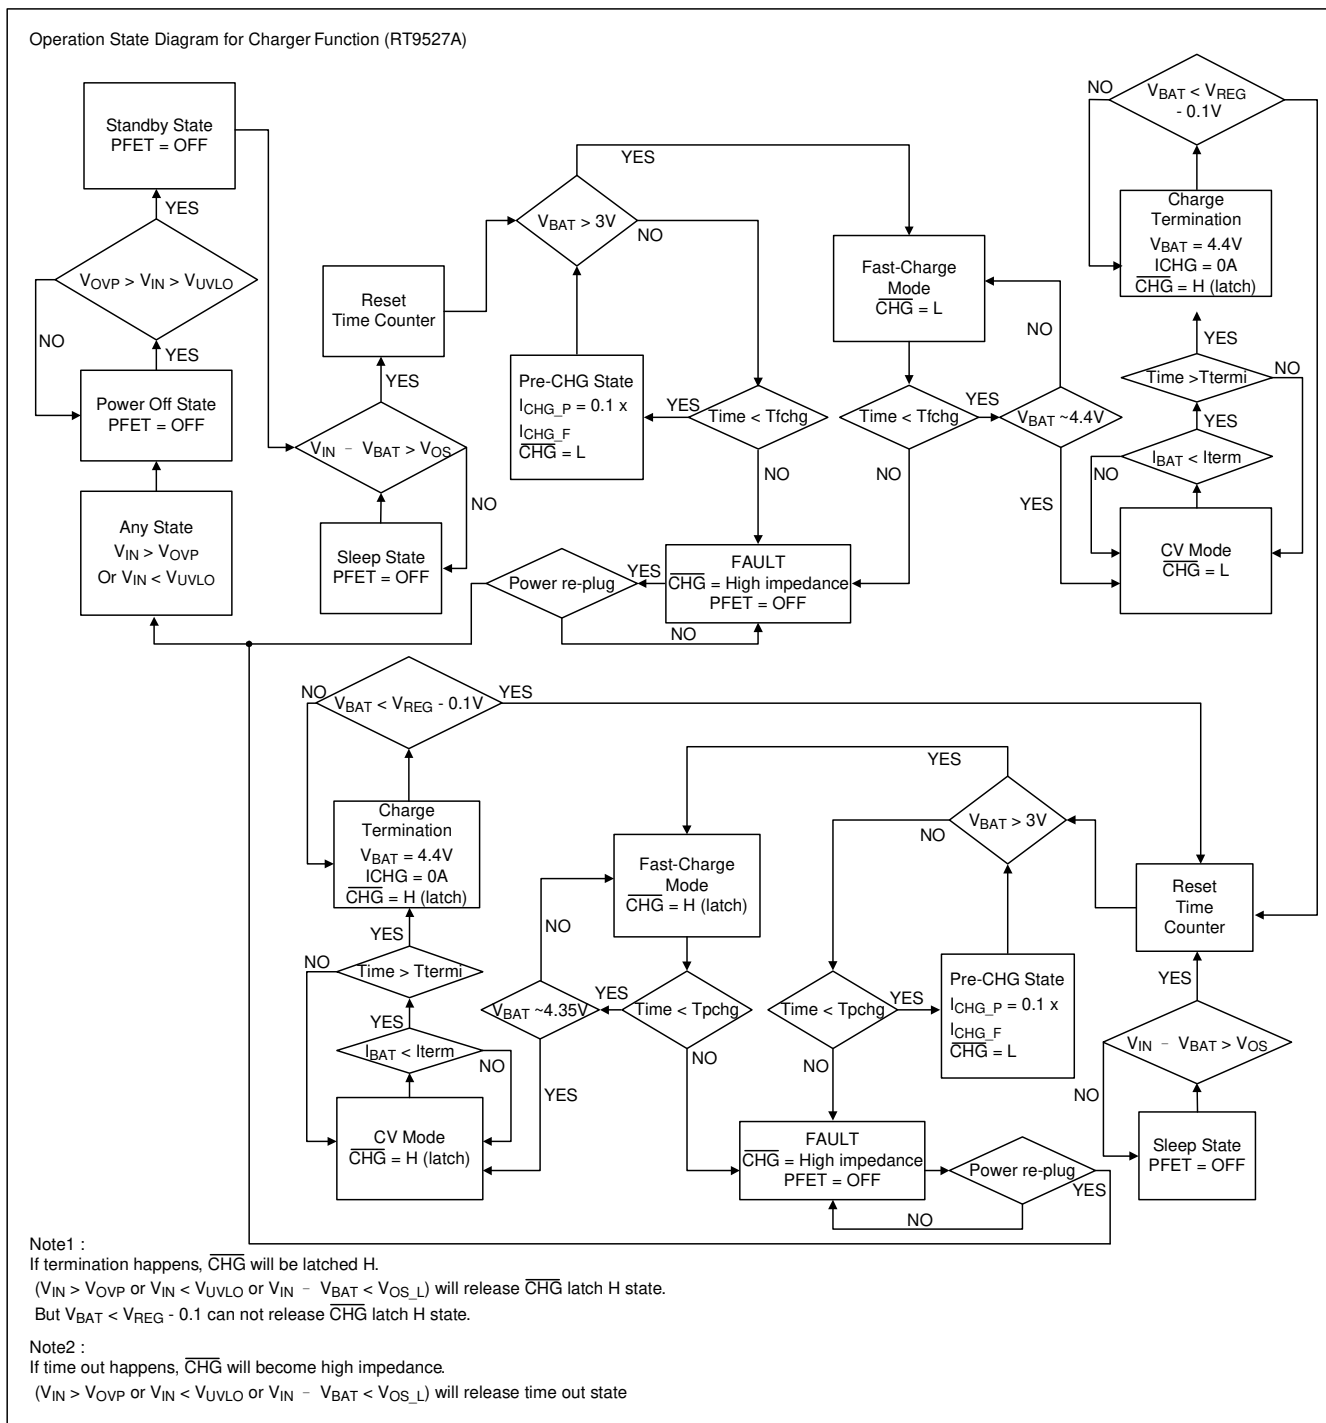 Operation State Diagram for Charger Function (RT9527A)
Standby State
PFET = OFF
YES
VOVP > VIN > VUVLO
NO
YES
Power Off State
PFET = OFF
Any State
VIN > VOVP
Or VIN < VUVLO
Reset
Time Counter
YES
VIN - VBAT > VOS
NO
Sleep State
PFET = OFF
YES
VBAT > 3V
NO
Pre-CHG State
ICHG_P = 0.1 x
ICHG_F
CHG = L
YES
Time < Tfchg
NO
Power re-plug
YES
NO
FAULT
CHG = High impedance
PFET = OFF
Fast-Charge
Mode
CHG = L
Time < Tfchg
YES
NO
VBAT ~4.4V
NO
YES
NO
VBAT < VREG
- 0.1V
Charge
Termination
VBAT = 4.4V
ICHG = 0A
CHG = H (latch)
YES
Time >Ttermi
NO
YES
IBAT < Iterm
NO
CV Mode
CHG = L
NO
VBAT < VREG - 0.1V
YES
Charge
Termination
VBAT = 4.4V
ICHG = 0A
CHG = H (latch)
YES
NO
Time > Ttermi
YES
IBAT < Iterm
NO
CV Mode
CHG = H (latch)
YES
Fast-Charge
Mode
CHG = H (latch)
NO
VBAT ~4.35V
YES
Time < Tpchg
YES
NO
VBAT > 3V
NO
Time < Tpchg
YES
NO
Pre-CHG State
ICHG_P = 0.1 x
ICHG_F
CHG = L
FAULT
CHG = High impedance
PFET = OFF
Power re-plug
YES
NO
Reset
Time
Counter
YES
VIN - VBAT > VOS
NO
Sleep State
PFET = OFF
Note1 :
If termination happens, CHG will be latched H.
(VIN > VOVP or VIN < VUVLO or VIN - VBAT < VOS_L) will release CHG latch H state.
But VBAT < VREG - 0.1 can not release CHG latch H state.
Note2 :
If time out happens, CHG will become high impedance.
(VIN > VOVP or VIN < VUVLO or VIN - VBAT < VOS_L) will release time out state